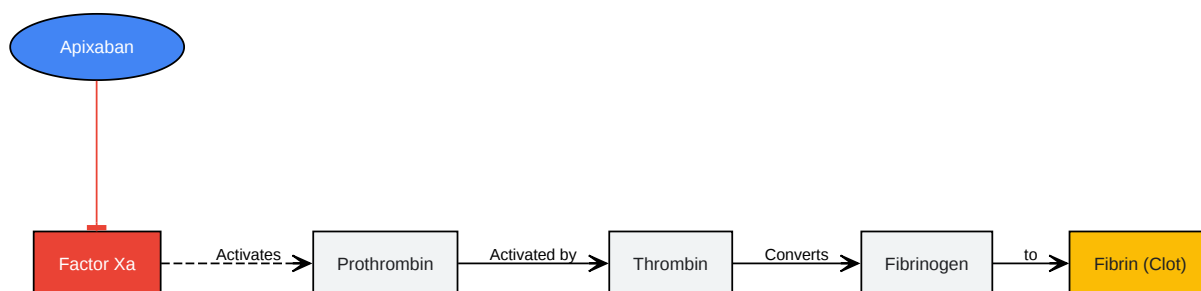 Apixaban
Factor Xa
Activates
Prothrombin
Activated by
Thrombin
Converts
Fibrinogen
to
Fibrin (Clot)